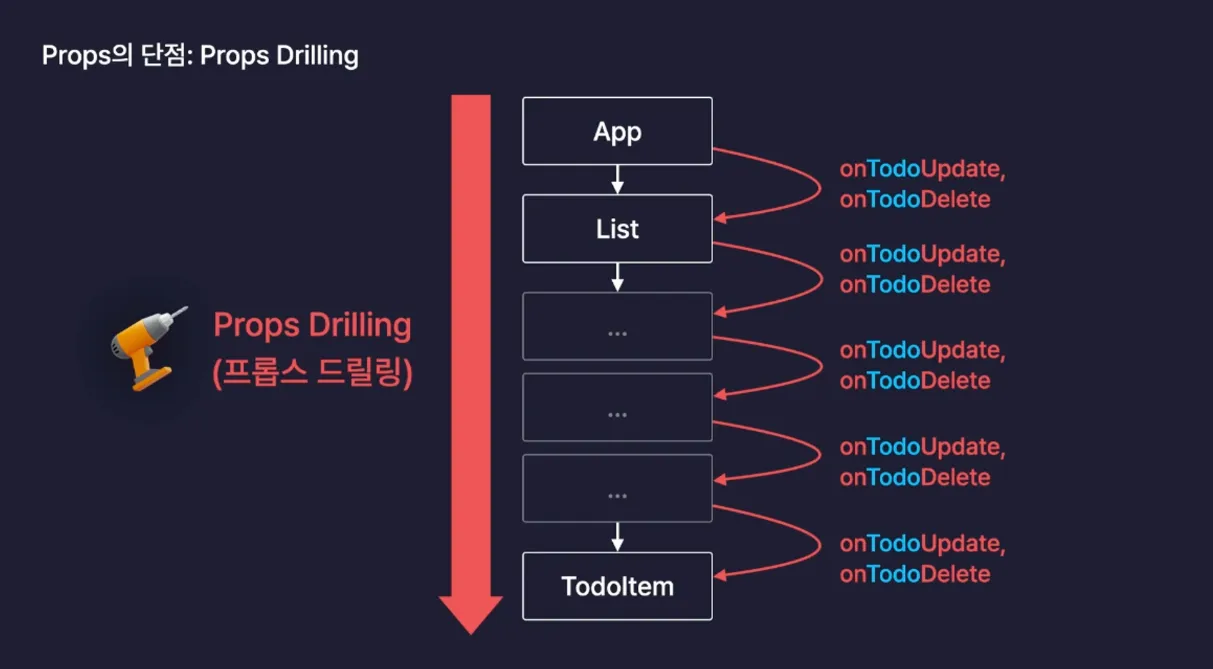 Props의 단점: Props Drilling
App
onTodoUpdate,
onTodoDelete
List
onTodoUpdate,
onTodoDelete
...
Props Drilling
(프롭스 드릴링)
onTodoUpdate,
onTodoDelete
...
onTodoUpdate,
onTodoDelete
...
onTodoUpdate,
onTodoDelete
TodoItem